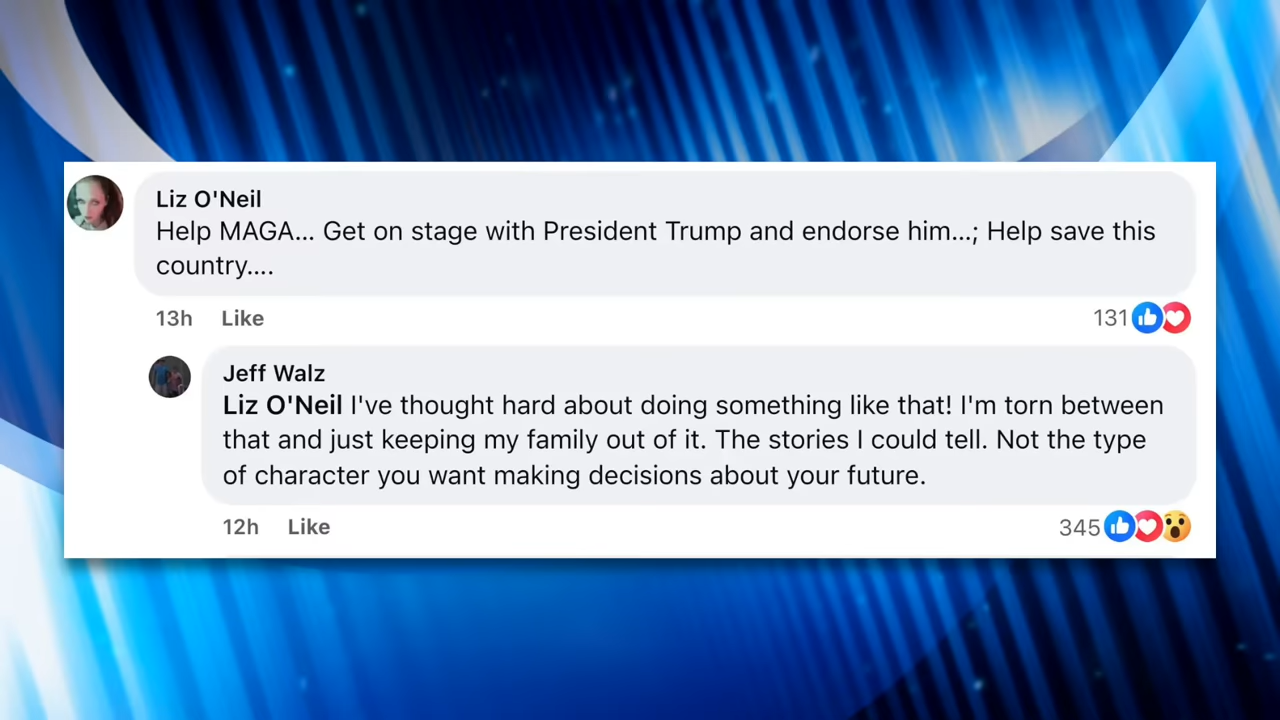 Liz O'Neil
Help MAGA... Get on stage with President Trump and endorse him...; Help save this
country....
13h Like 131
Jeff Walz
Liz O'Neil I've thought hard about doing something like that! I'm torn between
that and just keeping my family out of it. The stories I could tell. Not the type
of character you want making decisions about your future.
12h Like 345